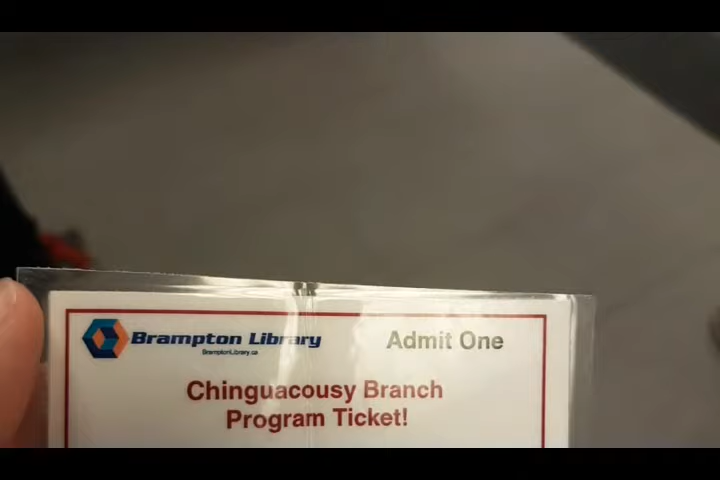 Brampton Library
BramptonLibrary.ca
Admit One
Chinguacousy Branch
Program Ticket!